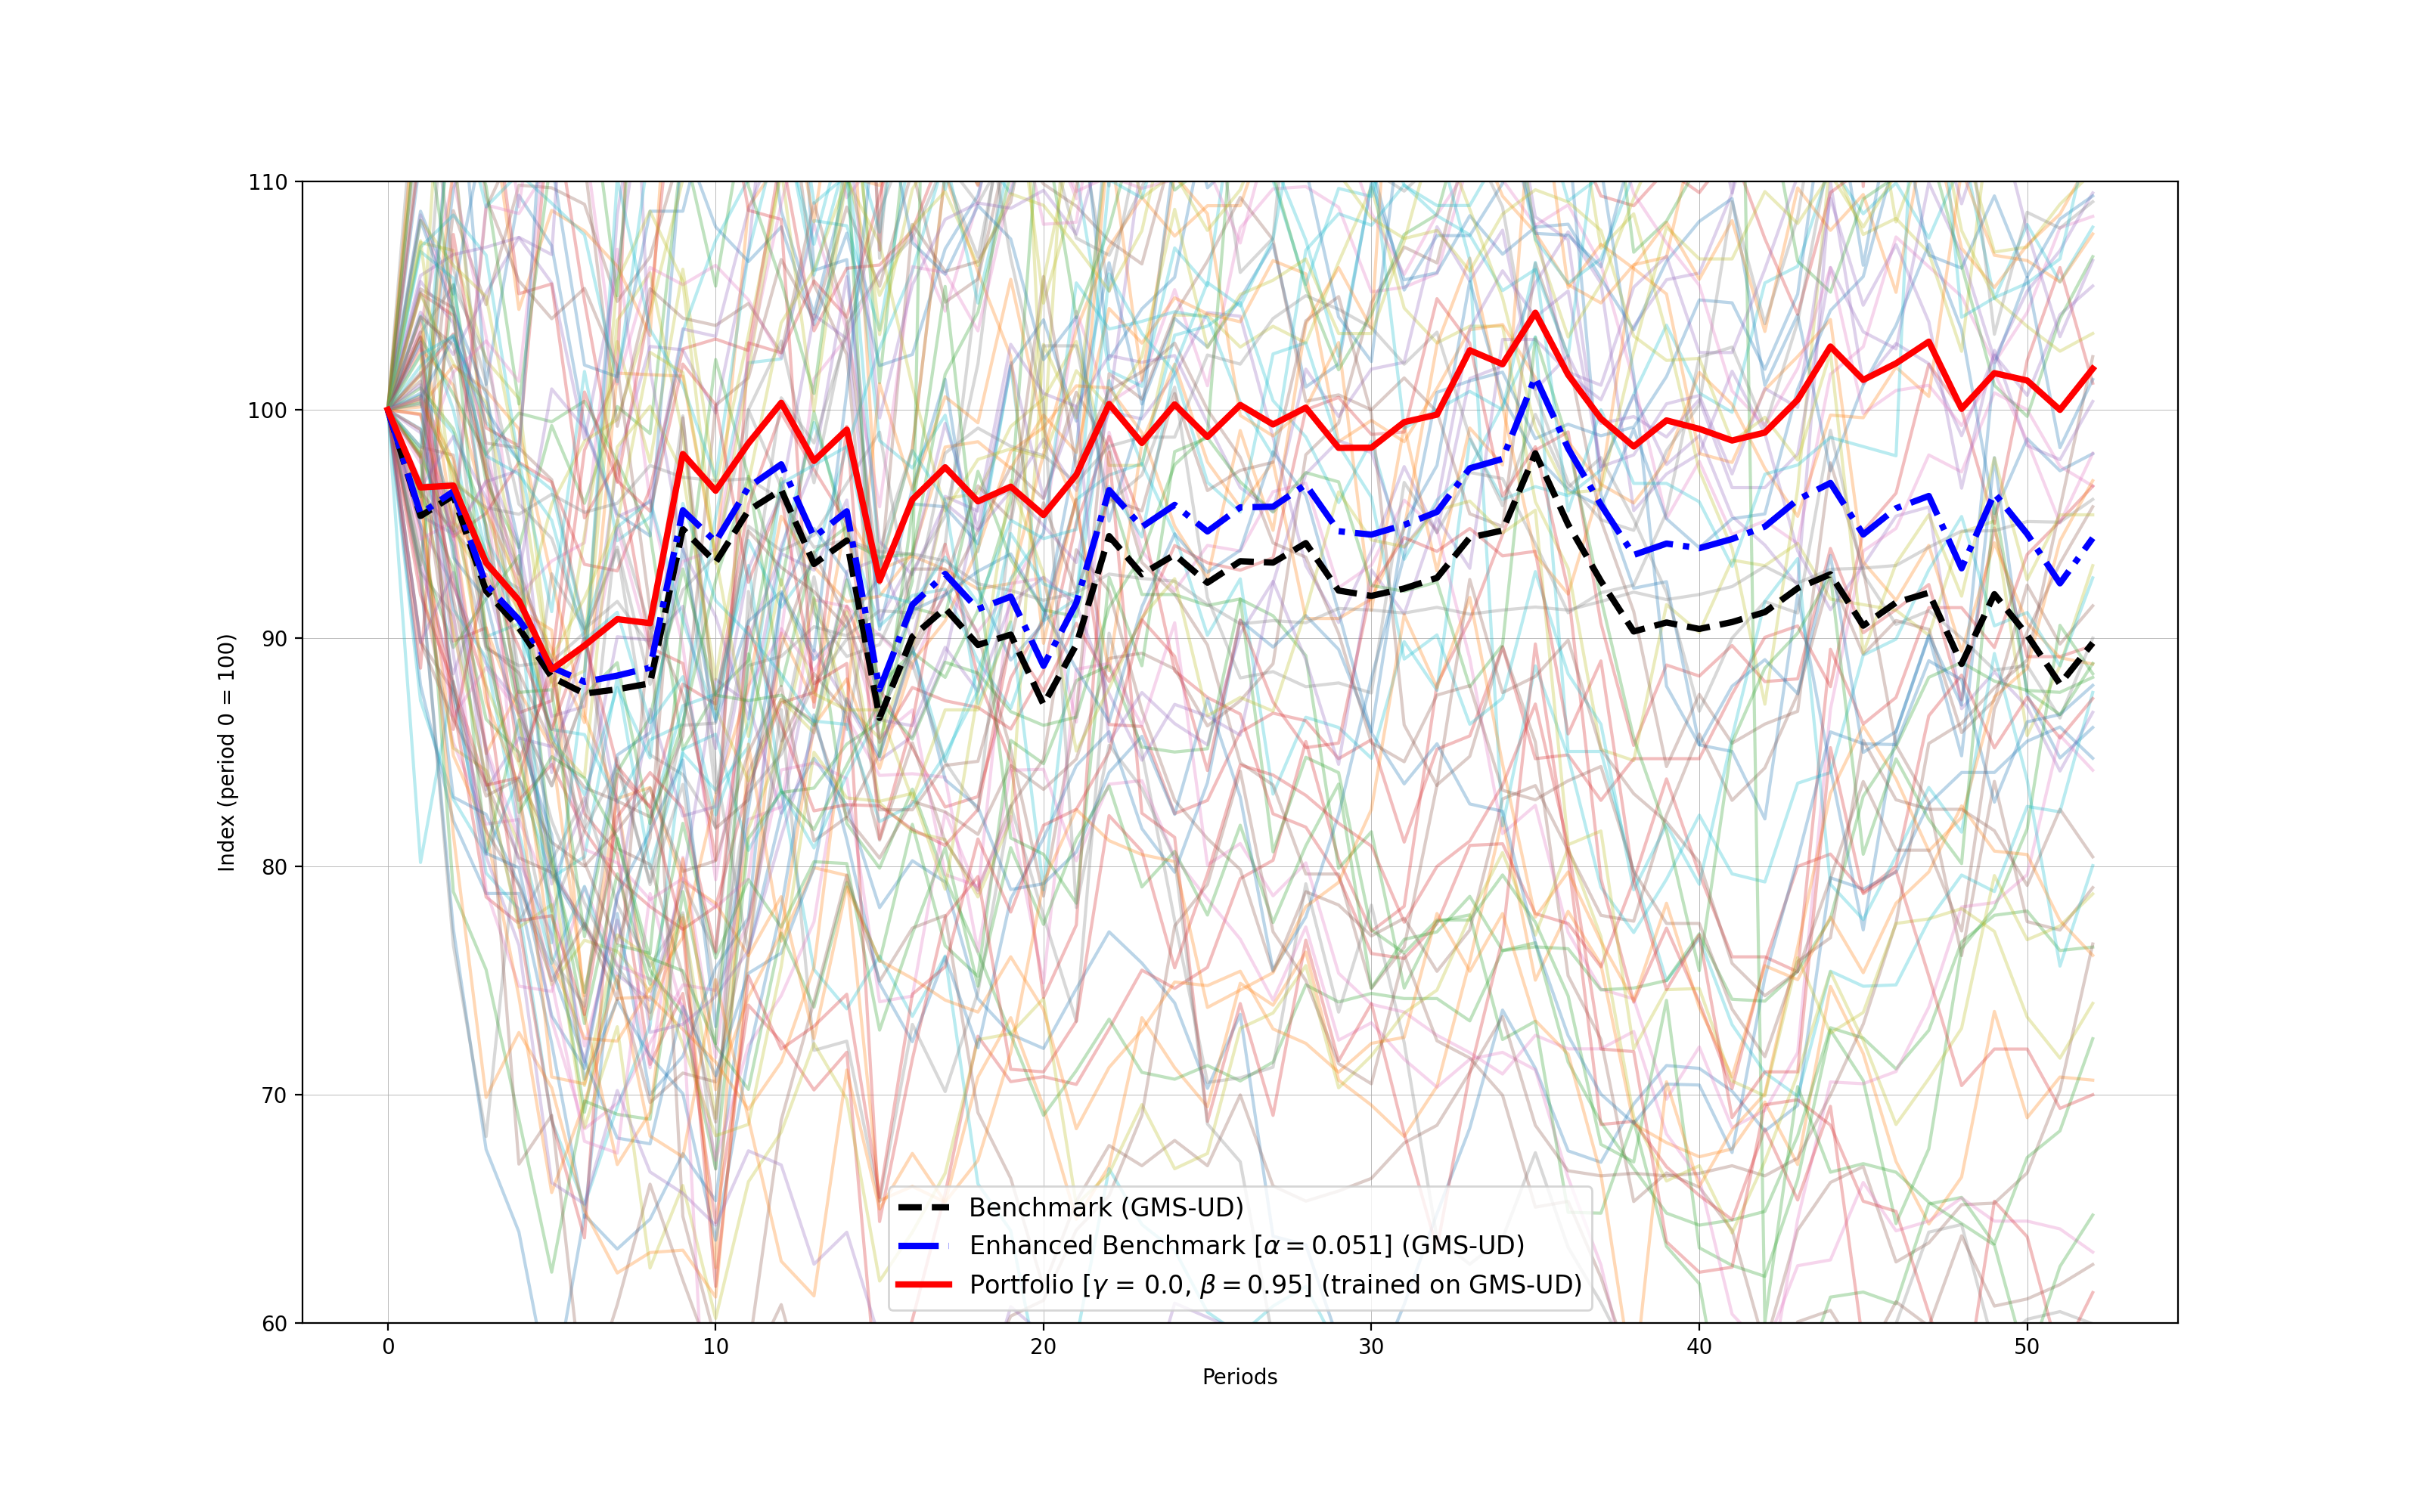 110
100
90
80
70
60
Index (period 0 = 100)
0 10 20 30 40 50
Periods
Benchmark (GMS-UD)
Enhanced Benchmark [α = 0.051] (GMS-UD)
Portfolio [γ = 0.0, β = 0.95] (trained on GMS-UD)